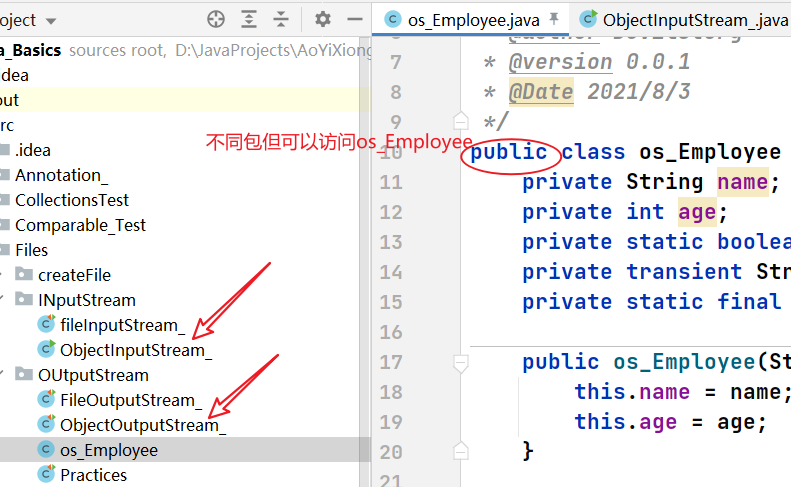 oject
os_Employee.java
ObjectInputStream_.java
a_Basics sources root, D:\JavaProjects\AoYiXiong
dea
out
rc
.idea
Annotation_
CollectionsTest
Comparable_Test
Files
createFile
INputStream
fileInputStream_
ObjectInputStream_
OUtputStream
FileOutputStream_
ObjectOutputStream_
os_Employee
Practices
不同包但可以访问os_Employee
7 * @version 0.0.1
8 * @Date 2021/8/3
9 */
10 public class os_Employee
11 private String name;
12 private int age;
13 private static boolea
14 private transient Str
15 private static final
16
17 public os_Employee(St
18 this.name = name;
19 this.age = age;
20 }
21